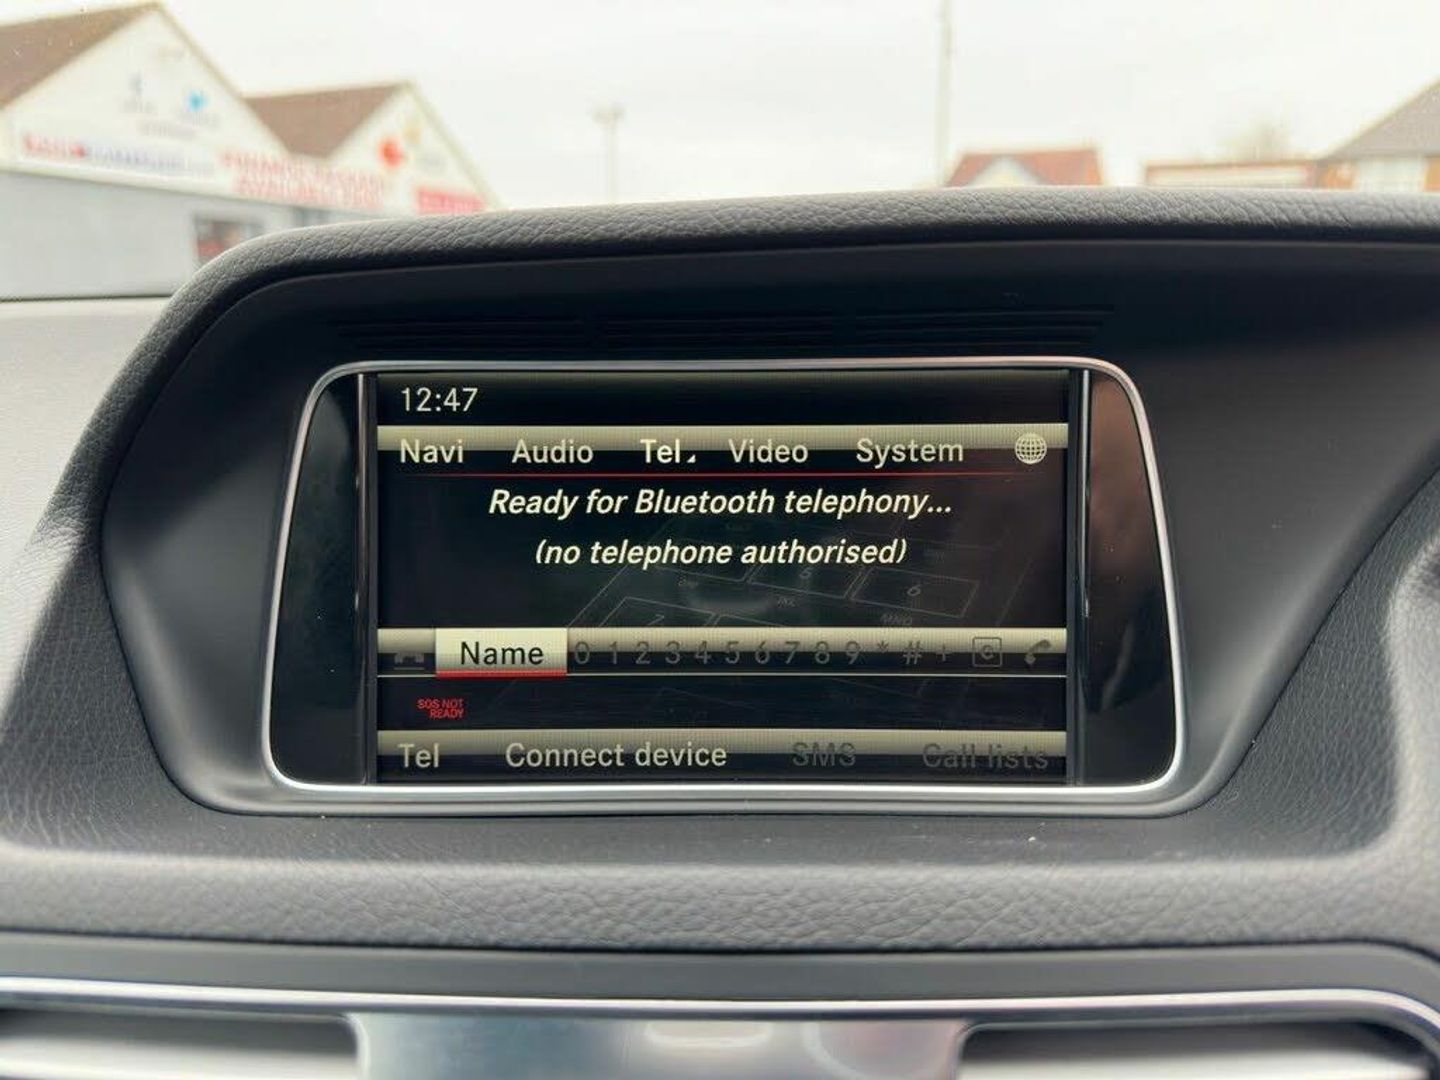 12:47
Navi Audio Tel Video System
Ready for Bluetooth telephony...
(no telephone authorised)
Name 0 1 2 3 4 5 6 7 8 9 * # + C
SOS NOT
READY
Tel Connect device SMS Call lists